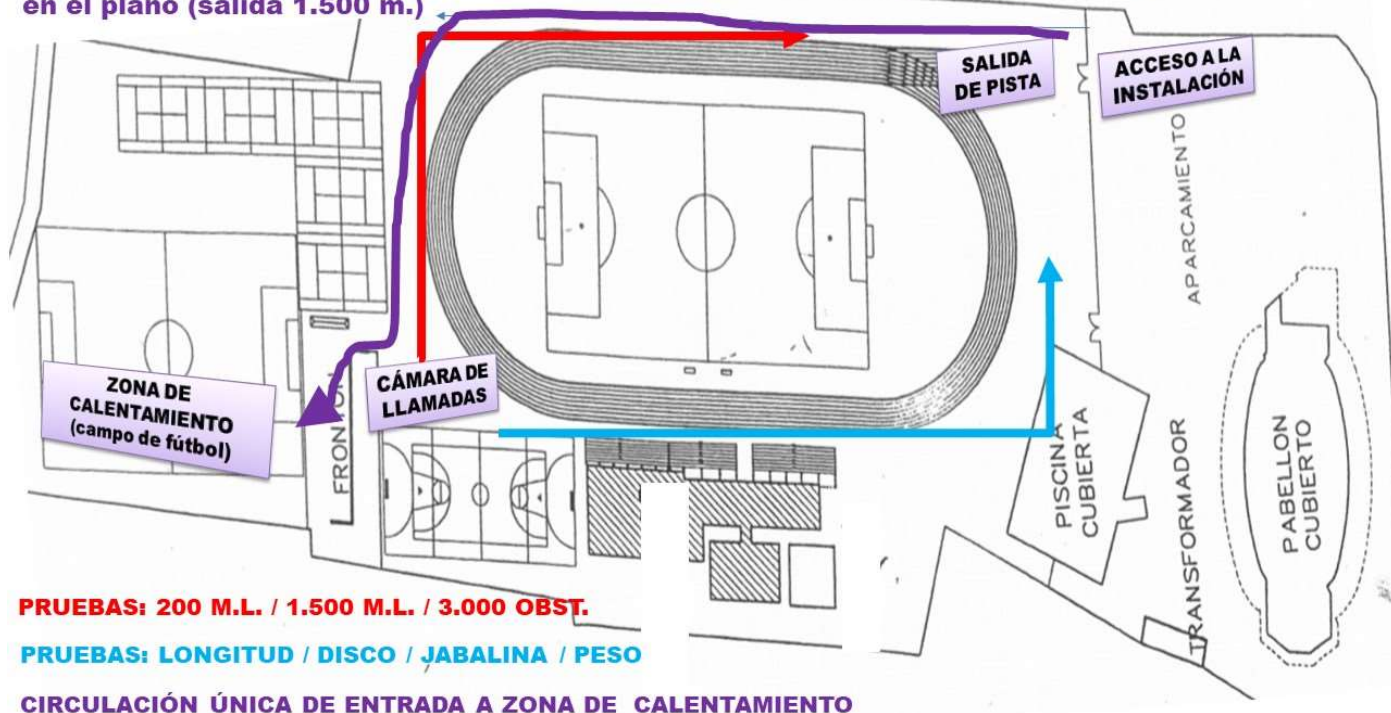 en el plano (salida 1.500 m.)
SALIDA
DE PISTA
ACCESO A LA
INSTALACIÓN
APARCAMIENTO
ZONA DE
CALENTAMIENTO
(campo de fútbol)
CÁMARA DE
LLAMADAS
FRONTON
PISCINA
CUBIERTA
TRANSFORMADOR
PABELLON
CUBIERTO
PRUEBAS: 200 M.L. / 1.500 M.L. / 3.000 OBST.
PRUEBAS: LONGITUD / DISCO / JABALINA / PESO
CIRCULACIÓN ÚNICA DE ENTRADA A ZONA DE CALENTAMIENTO